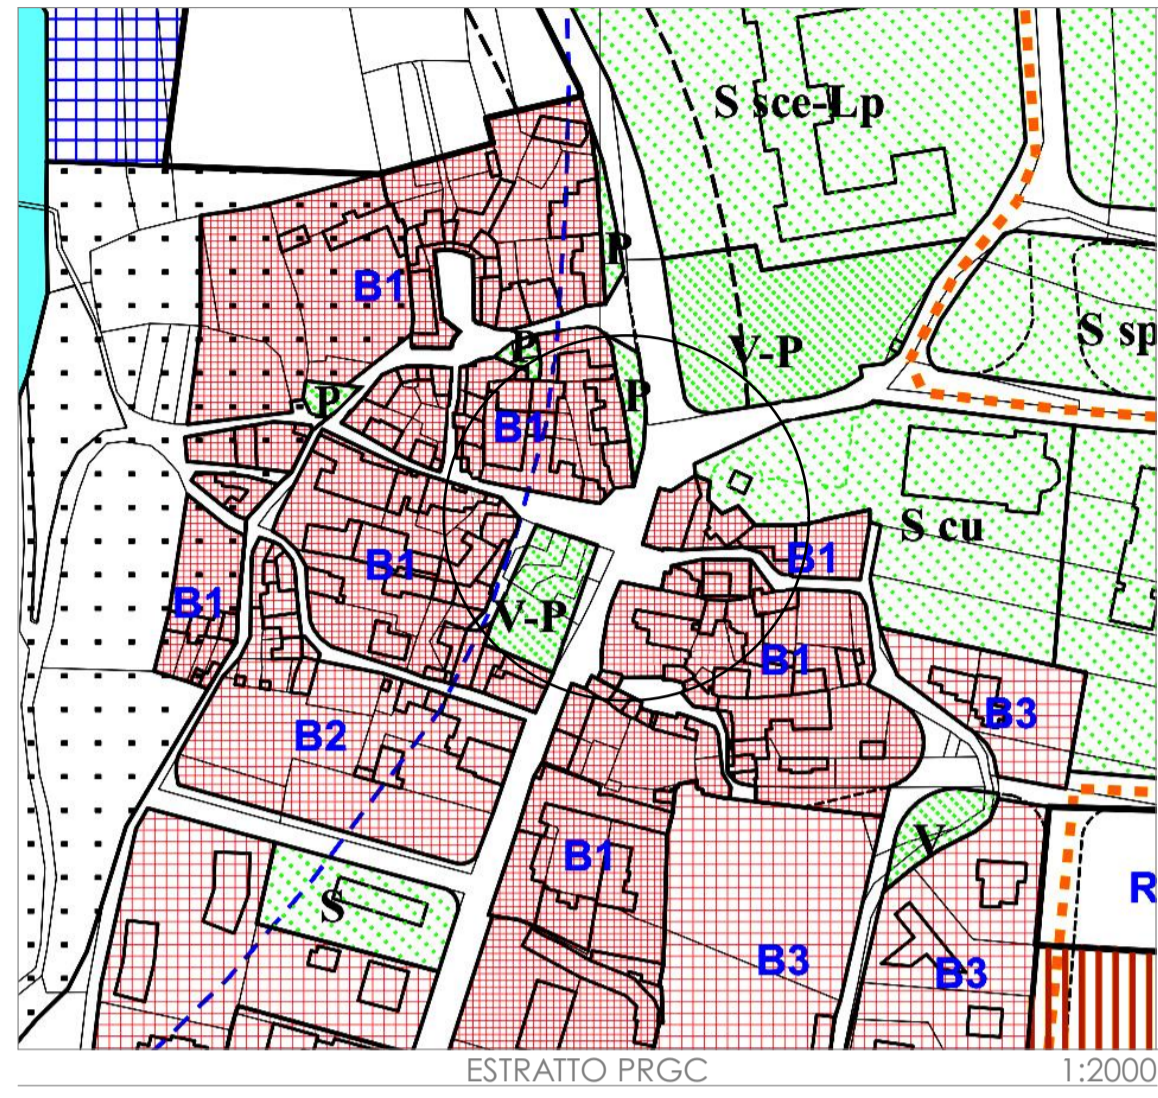 S sce-Lp
P
B1
S sp
P
V-P
P
P
B1
S cu
B1
B1
B1
V-P
B1
B3
B2
V
B1
R
S
B3
B3
ESTRATTO PRGC 1:2000